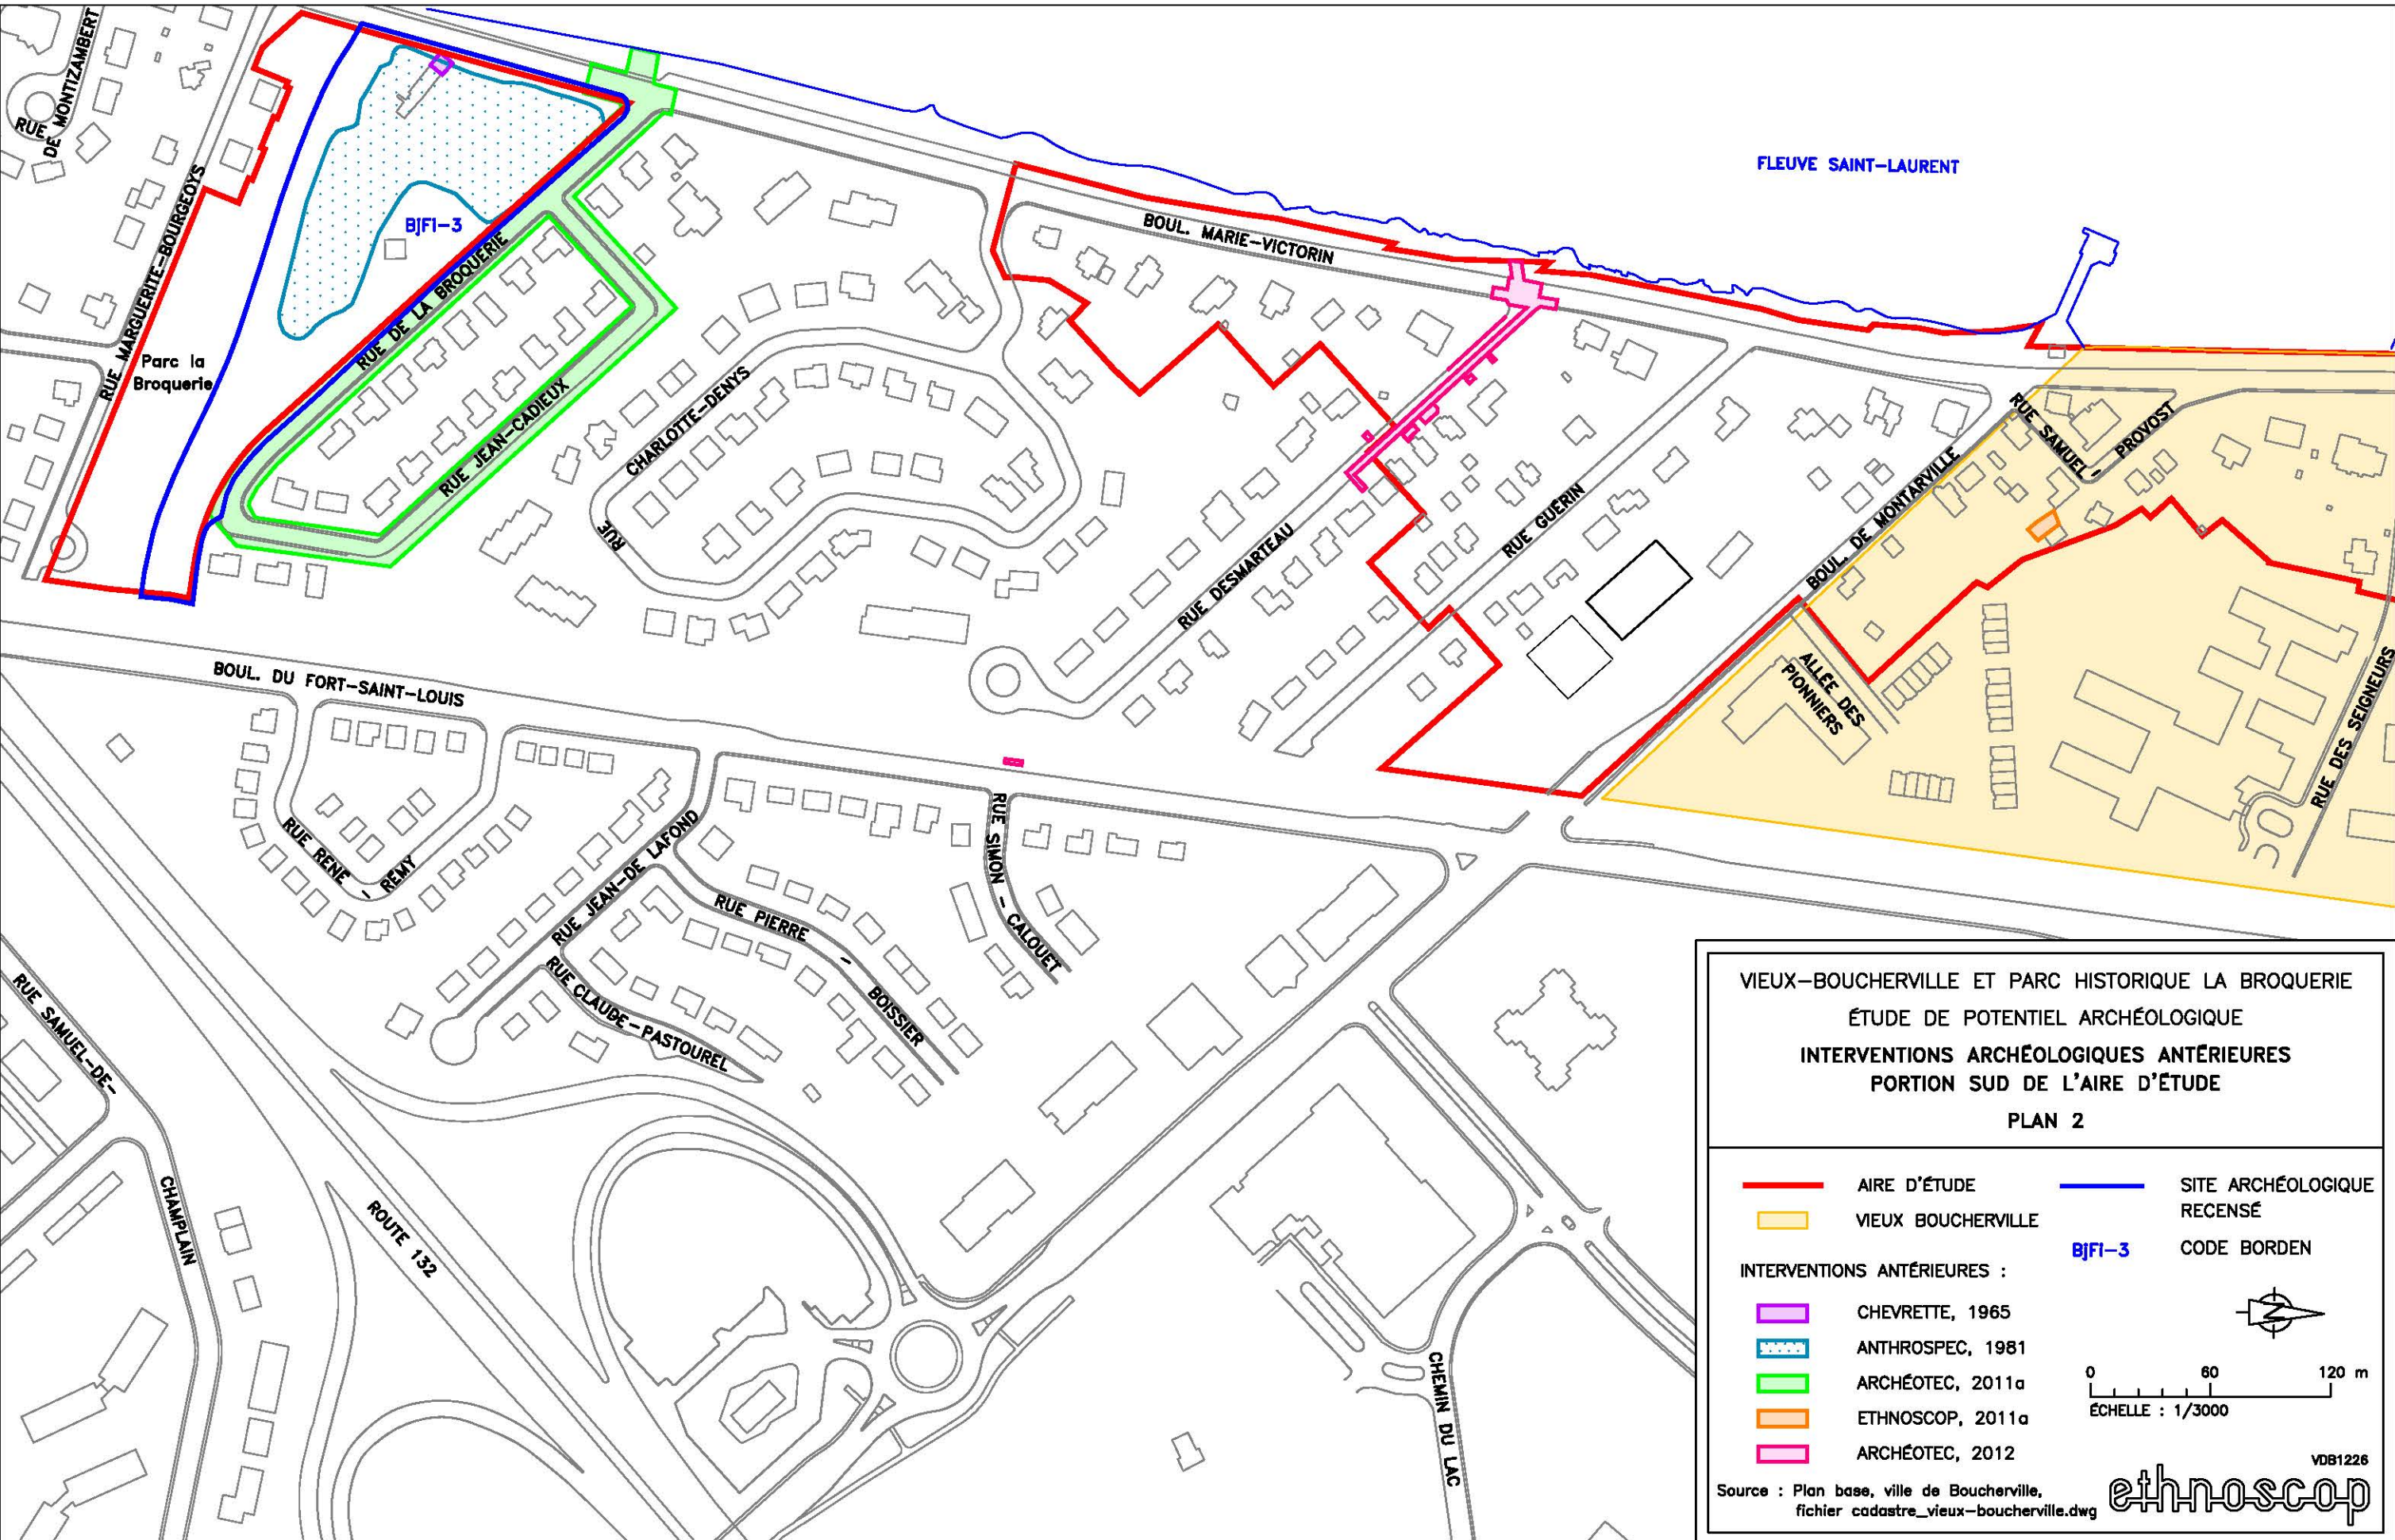 RUE
DE MONTIZAMBERT
RUE MARGUERITE-BOURGEOYS
BjFi-3
Parc la
Broquerie
RUE DE LA BROQUERIE
RUE JEAN-CADIEUX
RUE
CHARLOTTE-DENYS
BOUL. MARIE-VICTORIN
FLEUVE SAINT-LAURENT
RUE DESMARTEAU
RUE GUÉRIN
BOUL. DE MONTARVILLE
RUE SAMUEL-
PROVOST
ALLÉE DES
PIONNIERS
RUE DES SEIGNEURS
BOUL. DU FORT-SAINT-LOUIS
RUE RENÉ -
RÉMY
RUE JEAN-DE LAFOND
RUE PIERRE -
BOISSIER
RUE CLAUDE-PASTOUREL
RUE SIMON - CALOUET
RUE SAMUEL-DE-
CHAMPLAIN
ROUTE 132
CHEMIN DU LAC
VIEUX-BOUCHERVILLE ET PARC HISTORIQUE LA BROQUERIE
ÉTUDE DE POTENTIEL ARCHÉOLOGIQUE
INTERVENTIONS ARCHÉOLOGIQUES ANTÉRIEURES
PORTION SUD DE L'AIRE D'ÉTUDE
PLAN 2
AIRE D'ÉTUDE
VIEUX BOUCHERVILLE
SITE ARCHÉOLOGIQUE
RECENSÉ
BjFi-3 CODE BORDEN
INTERVENTIONS ANTÉRIEURES :
CHEVRETTE, 1965
ANTHROSPEC, 1981
ARCHÉOTEC, 2011a
ETHNOSCOP, 2011a
ARCHÉOTEC, 2012
N
0 60 120 m
ÉCHELLE : 1/3000
VDB1226
Source : Plan base, ville de Boucherville,
fichier cadastre_vieux-boucherville.dwg
ethnoscop